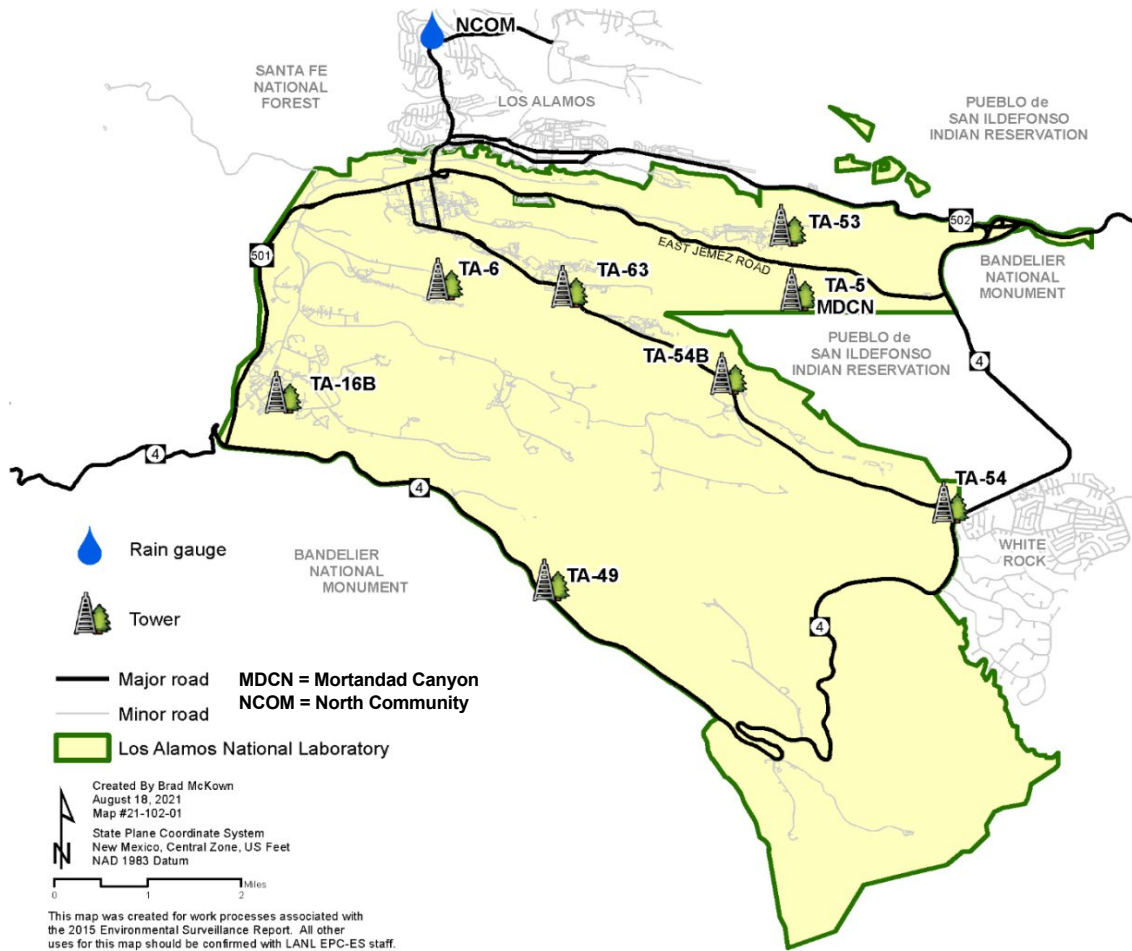 NCOM
SANTA FE
NATIONAL
FOREST
LOS ALAMOS
PUEBLO de
SAN ILDEFONSO
INDIAN RESERVATION
TA-53
502
501
EAST JEMEZ ROAD
BANDELIER
NATIONAL
MONUMENT
TA-6
TA-63
TA-5
MDCN
PUEBLO de
SAN ILDEFONSO
INDIAN RESERVATION
4
TA-54B
TA-16B
4
4
TA-54
WHITE
ROCK
BANDELIER
NATIONAL
MONUMENT
TA-49
4
Rain gauge
Tower
Major road
Minor road
MDCN = Mortandad Canyon
NCOM = North Community
Los Alamos National Laboratory
Created By Brad McKown
August 18, 2021
Map #21-102-01
State Plane Coordinate System
New Mexico, Central Zone, US Feet
NAD 1983 Datum
N
Miles
0 1 2
This map was created for work processes associated with
the 2015 Environmental Surveillance Report. All other
uses for this map should be confirmed with LANL EPC-ES staff.